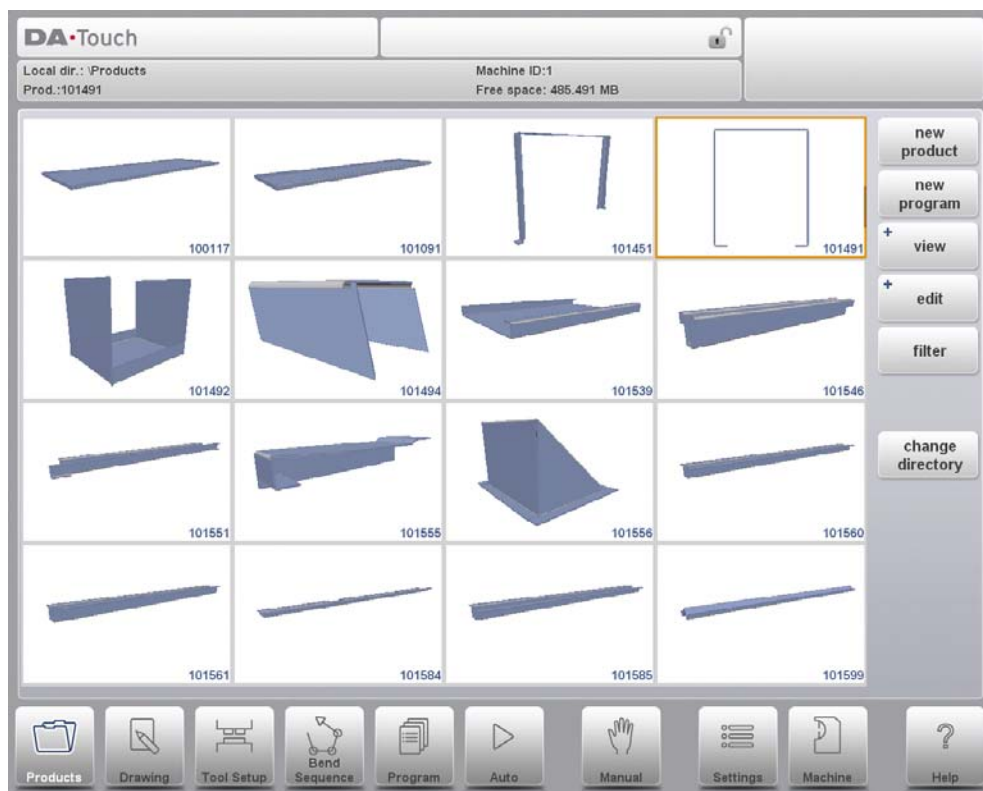 DA•Touch
Local dir.: \Products
Prod.:101491
Machine ID:1
Free space: 485.491 MB
100117
101091
101451
101491
101492
101494
101539
101546
101551
101555
101556
101560
101561
101584
101585
101599
new
product
new
program
+ view
+ edit
filter
change
directory
Products
Drawing
Tool Setup
Bend
Sequence
Program
Auto
Manual
Settings
Machine
?
Help